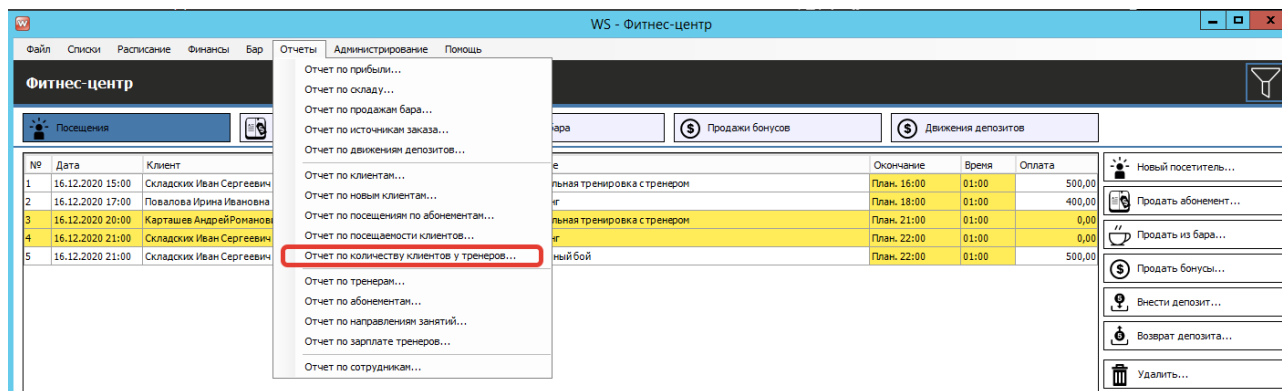 WS - Фитнес-центр
Файл Списки Расписание Финансы Бар Отчеты Администрирование Помощь
Фитнес-центр
Отчет по прибыли...
Отчет по складу...
Отчет по продажам бара...
Отчет по источникам заказа...
Отчет по движениям депозитов...
Отчет по клиентам...
Отчет по новым клиентам...
Отчет по посещениям по абонементам...
Отчет по посещаемости клиентов...
Отчет по количеству клиентов у тренеров...
Отчет по тренерам...
Отчет по абонементам...
Отчет по направлениям занятий...
Отчет по зарплате тренеров...
Отчет по сотрудникам...
Посещения бара Продажи бонусов Движения депозитов
№ Дата Клиент е Окончание Время Оплата
1 16.12.2020 15:00 Складских Иван Сергеевич льная тренировка с тренером План. 16:00 01:00 500,00
2 16.12.2020 17:00 Повалова Ирина Ивановна нг План. 18:00 01:00 400,00
3 16.12.2020 20:00 Карташев Андрей Романови льная тренировка с тренером План. 21:00 01:00 0,00
4 16.12.2020 21:00 Складских Иван Сергеевич нг План. 22:00 01:00 0,00
5 16.12.2020 21:00 Складских Иван Сергеевич ный бой План. 22:00 01:00 500,00
Новый посетитель...
Продать абонемент...
Продать из бара...
Продать бонусы...
Внести депозит...
Возврат депозита...
Удалить...